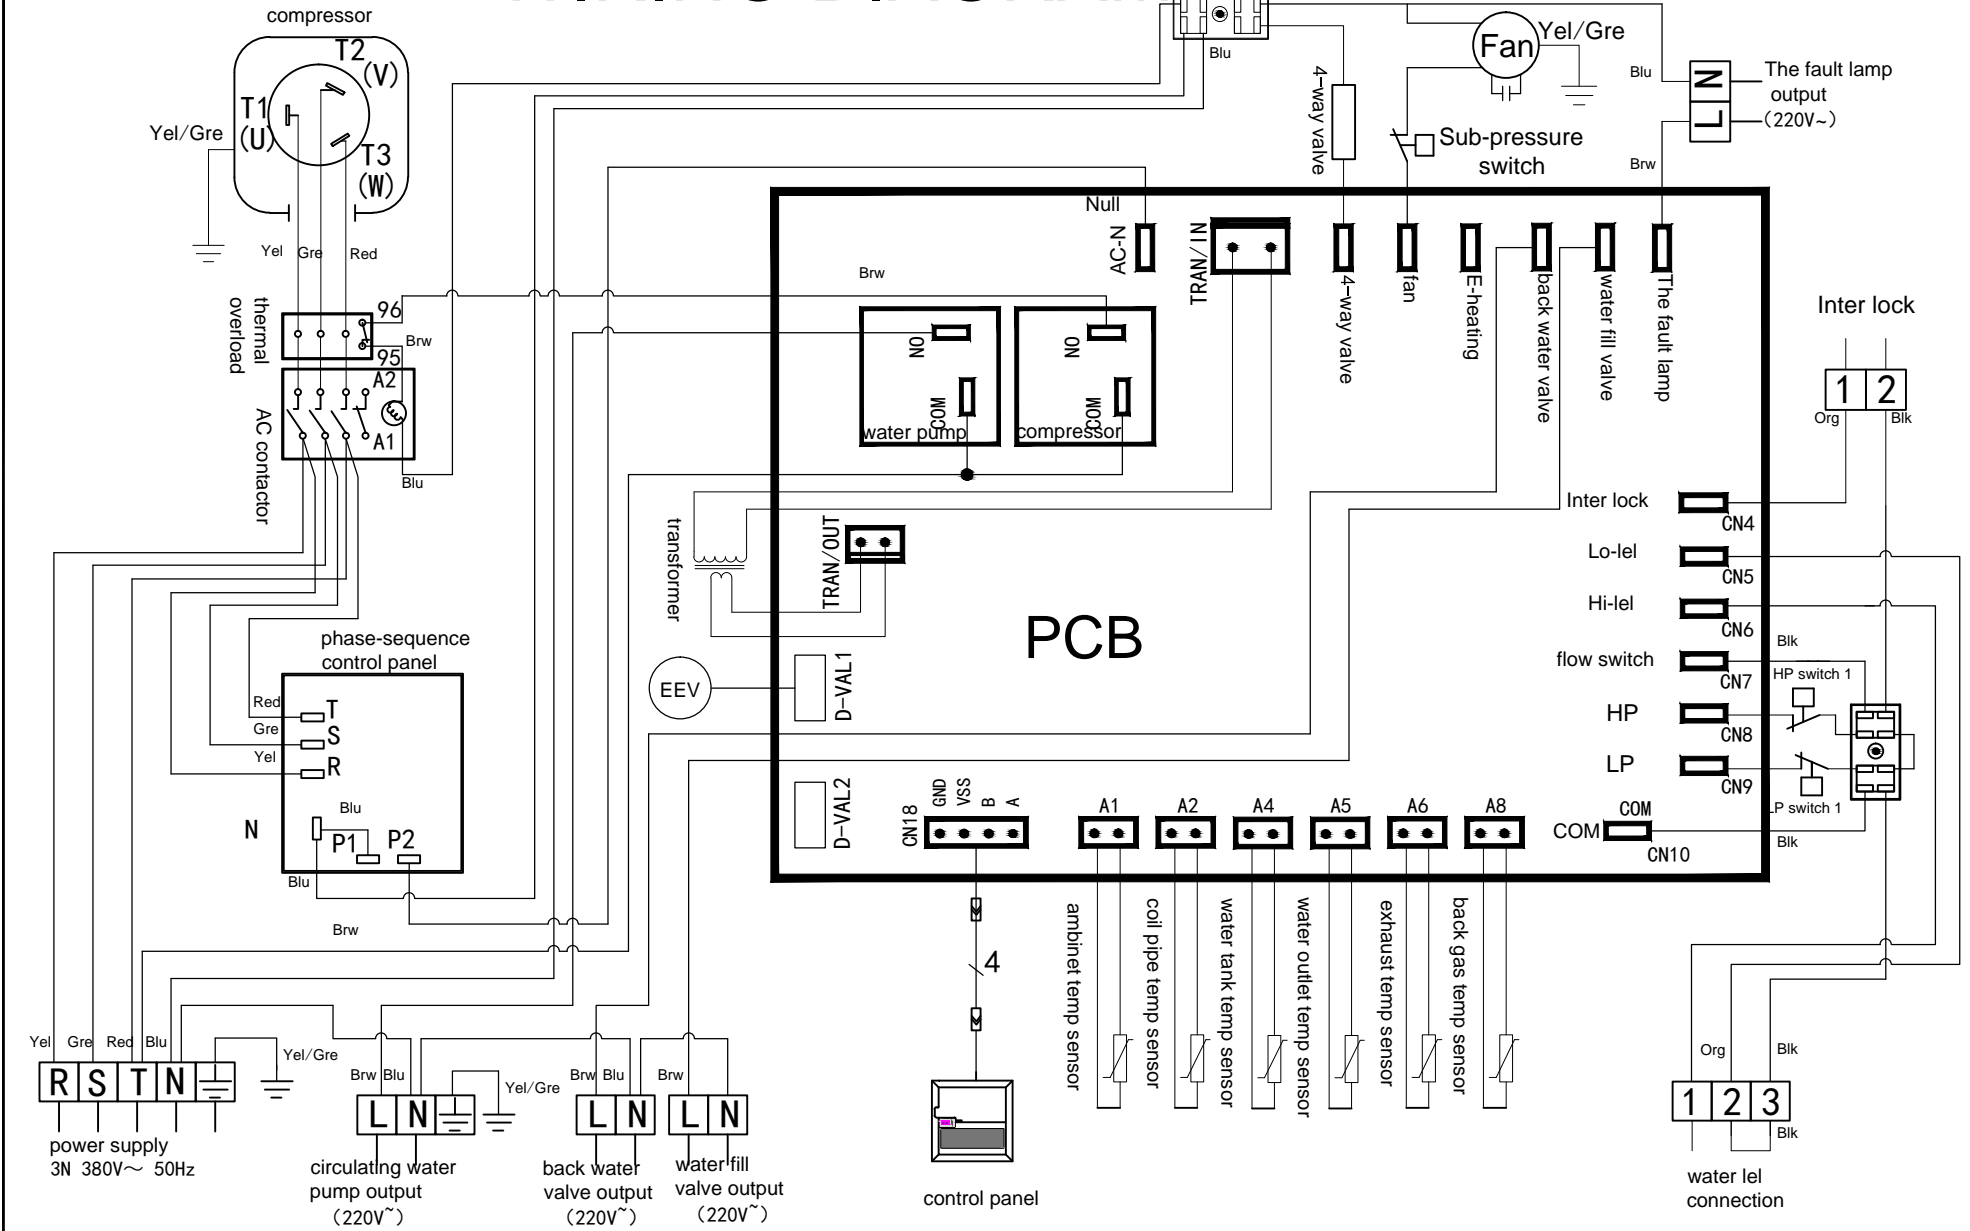 compressor
T2
(V)
T1
(U)
T3
(W)
Yel/Gre
Yel
Gre
Red
thermal
overload
96
95
Brw
A2
A1
AC contactor
Blu
Blu
4-way valve
Fan
Yel/Gre
Sub-pressure
switch
Blu
N
L
Brw
The fault lamp
output
(220V~)
Null
AC-N
TRAN/IN
4-way valve
fan
E-heating
back water valve
water fill valve
The fault lamp
Brw
NO
COM
water pump
NO
COM
compressor
Inter lock
1
2
Org
Blk
transformer
TRAN/OUT
PCB
Inter lock
CN4
Lo-lel
CN5
Hi-lel
CN6
Blk
flow switch
CN7
HP switch 1
HP
CN8
LP
CN9
LP switch 1
COM
COM
CN10
Blk
phase-sequence
control panel
Red
T
Gre
S
Yel
R
Blu
N
P1
P2
Blu
Brw
EEV
D-VAL1
D-VAL2
CN18
GND
VSS
B
A
A1
A2
A4
A5
A6
A8
ambinet temp sensor
coil pipe temp sensor
water tank temp sensor
water outlet temp sensor
exhaust temp sensor
back gas temp sensor
4
control panel
Yel
Gre
Red
Blu
Yel/Gre
R S T N
power supply
3N 380V~ 50Hz
Brw
Blu
Yel/Gre
L N
circulating water
pump output
(220V~)
Brw
Blu
L N
back water
valve output
(220V~)
Brw
L N
water fill
valve output
(220V~)
Org
Blk
1 2 3
Blk
water lel
connection